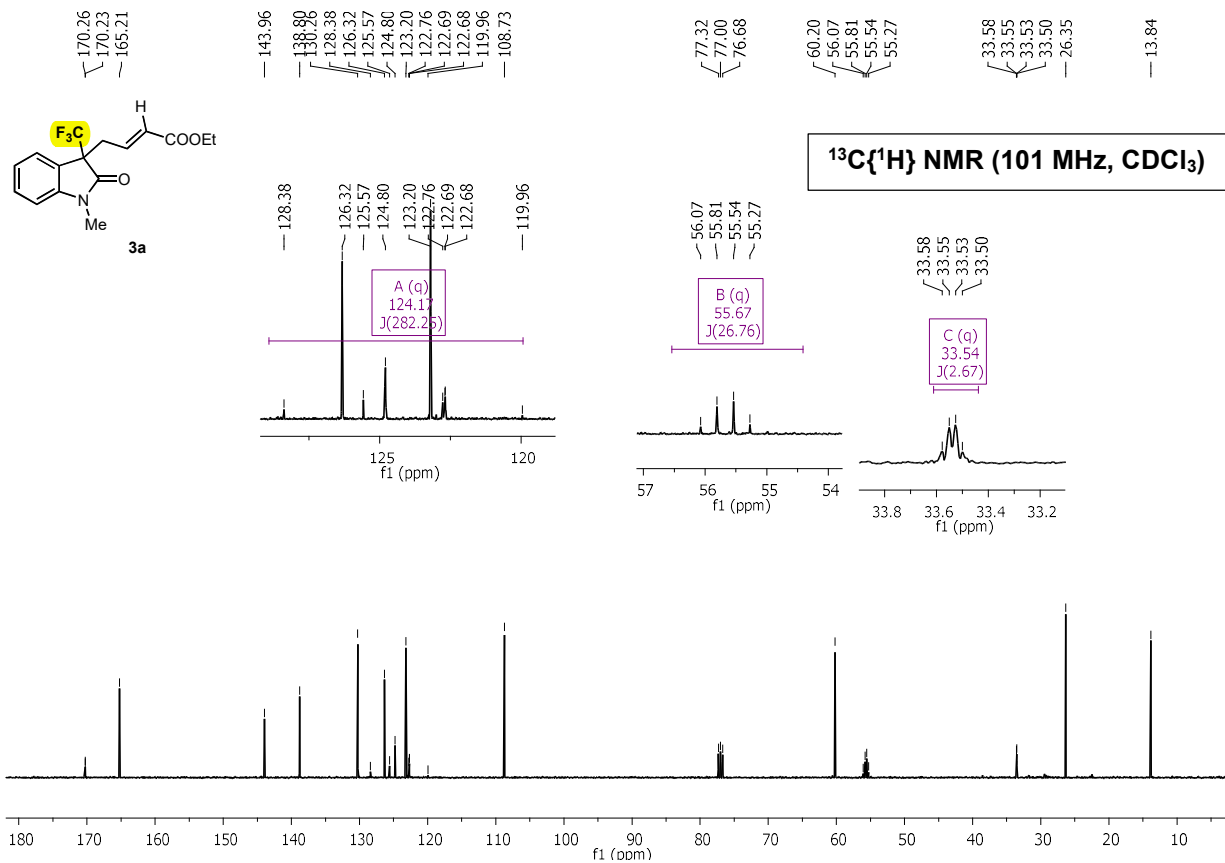 170.26
170.23
165.21
143.96
138.80
130.26
128.38
126.32
125.57
124.80
123.20
122.76
122.69
122.68
119.96
108.73
77.32
77.00
76.68
60.20
56.07
55.81
55.54
55.27
33.58
33.55
33.53
33.50
26.35
13.84
F₃C
H
COOEt
O
N
Me
3a
¹³C{¹H} NMR (101 MHz, CDCl₃)
128.38
126.32
125.57
124.80
123.20
122.76
122.69
122.68
119.96
A (q)
124.17
J(282.25)
125 120
f1 (ppm)
56.07
55.81
55.54
55.27
B (q)
55.67
J(26.76)
57 56 55 54
f1 (ppm)
33.58
33.55
33.53
33.50
C (q)
33.54
J(2.67)
33.8 33.6 33.4 33.2
f1 (ppm)
180 170 160 150 140 130 120 110 100 90 80 70 60 50 40 30 20 10
f1 (ppm)